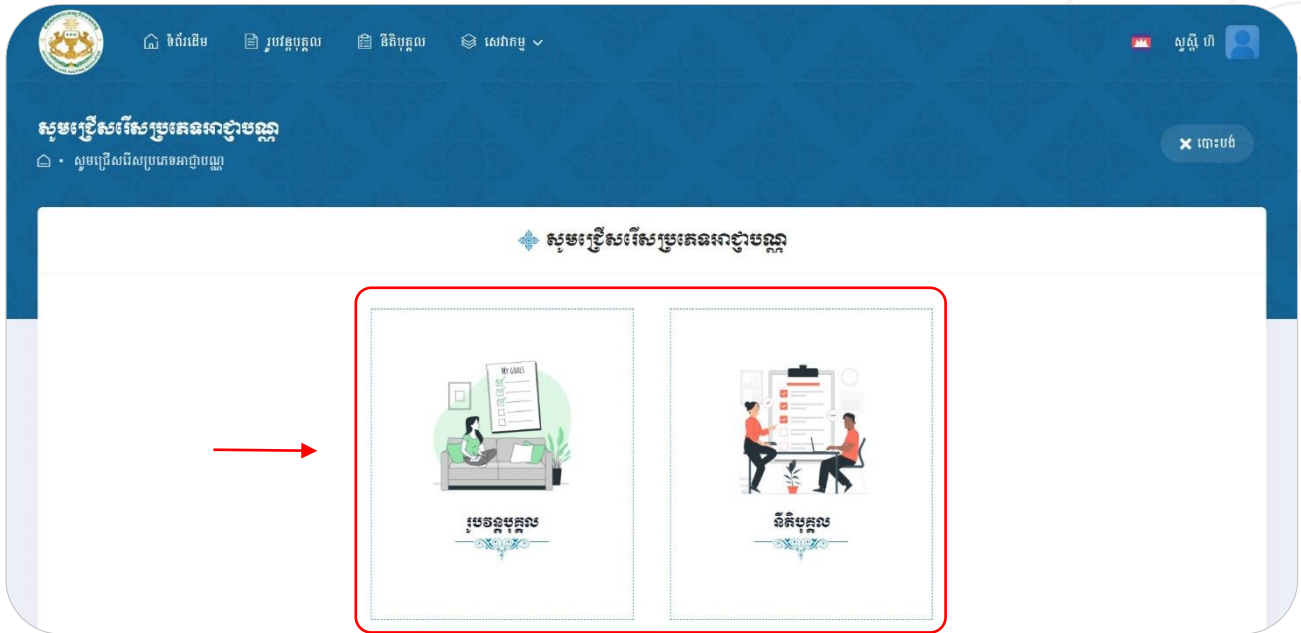 ទំព័រដើម
រូបវន្តបុគ្គល
នីតិបុគ្គល
សេវាកម្ម
សួស្តី ហ៊
សូមជ្រើសរើសប្រភេទអាជ្ញាបណ្ណ
• សូមជ្រើសរើសប្រភេទអាជ្ញាបណ្ណ
បោះបង់
សូមជ្រើសរើសប្រភេទអាជ្ញាបណ្ណ
MY GOALS
រូបវន្តបុគ្គល
នីតិបុគ្គល